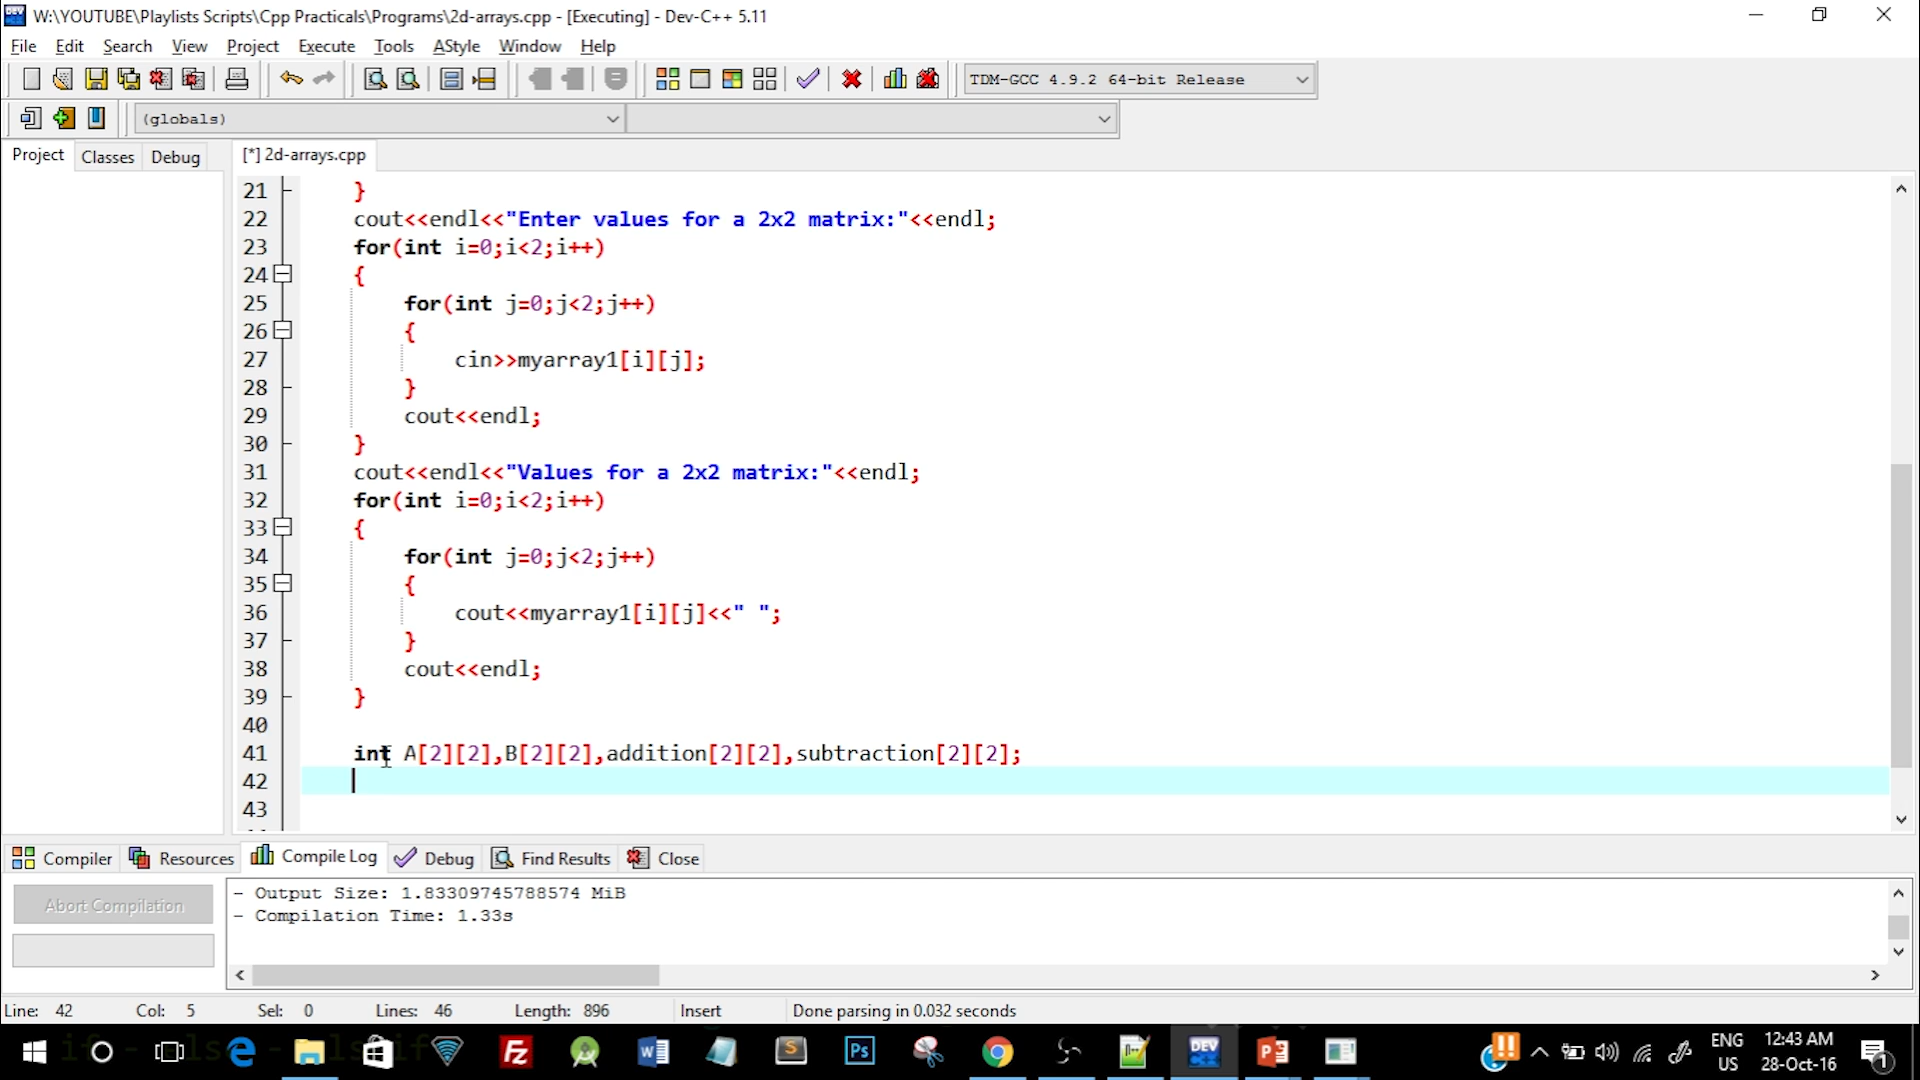 W:\YOUTUBE\Playlists Scripts\Cpp Practicals\Programs\2d-arrays.cpp - [Executing] - Dev-C++ 5.11
File Edit Search View Project Execute Tools AStyle Window Help
TDM-GCC 4.9.2 64-bit Release
(globals)
Project Classes Debug [*] 2d-arrays.cpp
21 }
22 cout<<endl<<"Enter values for a 2x2 matrix:"<<endl;
23 for(int i=0;i<2;i++)
24 {
25 for(int j=0;j<2;j++)
26 {
27 cin>>myarray1[i][j];
28 }
29 cout<<endl;
30 }
31 cout<<endl<<"Values for a 2x2 matrix:"<<endl;
32 for(int i=0;i<2;i++)
33 {
34 for(int j=0;j<2;j++)
35 {
36 cout<<myarray1[i][j]<<" ";
37 }
38 cout<<endl;
39 }
40
41 int A[2][2],B[2][2],addition[2][2],subtraction[2][2];
42
43
Compiler Resources Compile Log Debug Find Results Close
Abort Compilation
- Output Size: 1.83309745788574 MiB
- Compilation Time: 1.33s
Line: 42 Col: 5 Sel: 0 Lines: 46 Length: 896 Insert Done parsing in 0.032 seconds
ENG 12:43 AM
US 28-Oct-16 1